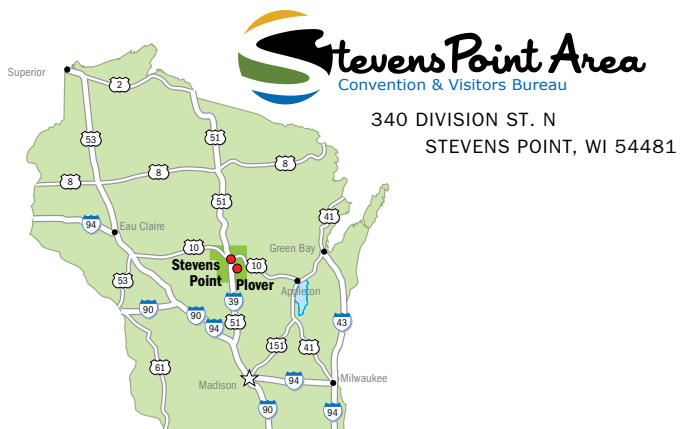 Stevens Point Area
Convention & Visitors Bureau
340 DIVISION ST. N
STEVENS POINT, WI 54481
Superior
2
53
51
8
8
8
51
41
94
Eau Claire
10
Green Bay
Stevens
Point
10
Plover
53
Appleton
39
90
90
51
43
94
151
41
61
Madison
94
Milwaukee
90
94